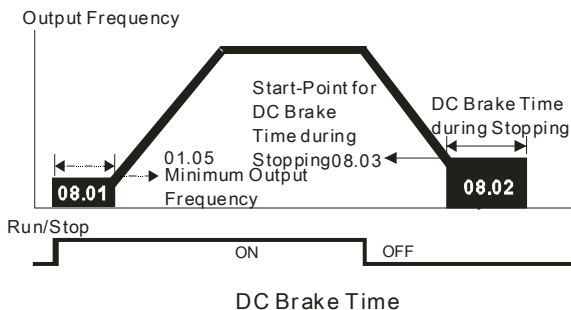 Output Frequency
Start-Point for
DC Brake
Time during
Stopping08.03
DC Brake Time
during Stopping
01.05
Minimum Output
Frequency
08.01
08.02
Run/Stop
ON
OFF
DC Brake Time